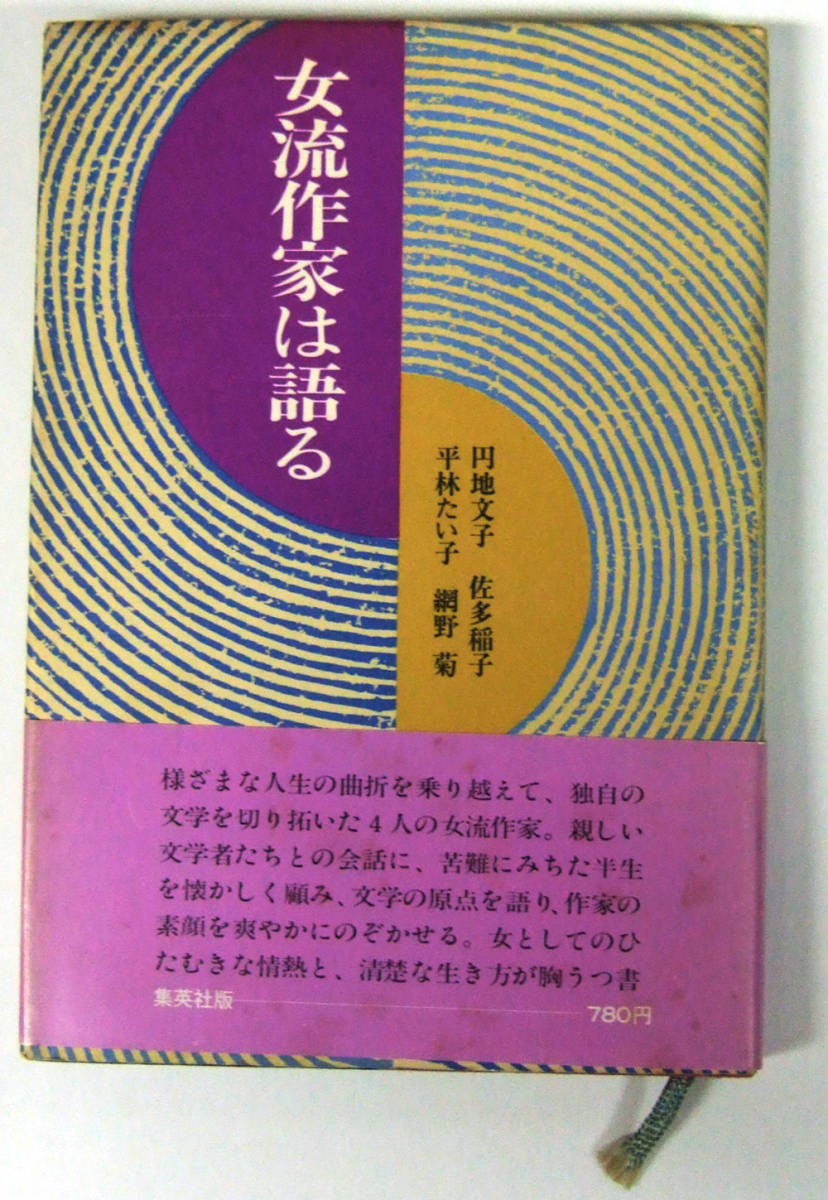 女流作家は語る
円地文子 佐多稲子
平林たい子 網野 菊
様ざまな人生の曲折を乗り越えて、独自の
文学を切り拓いた4人の女流作家。親しい
文学者たちとの会話に、苦難にみちた半生
を懐かしく顧み、文学の原点を語り、作家の
素顔を爽やかにのぞかせる。女としてのひ
たむきな情熱と、清楚な生き方が胸うつ書
集英社版 780円